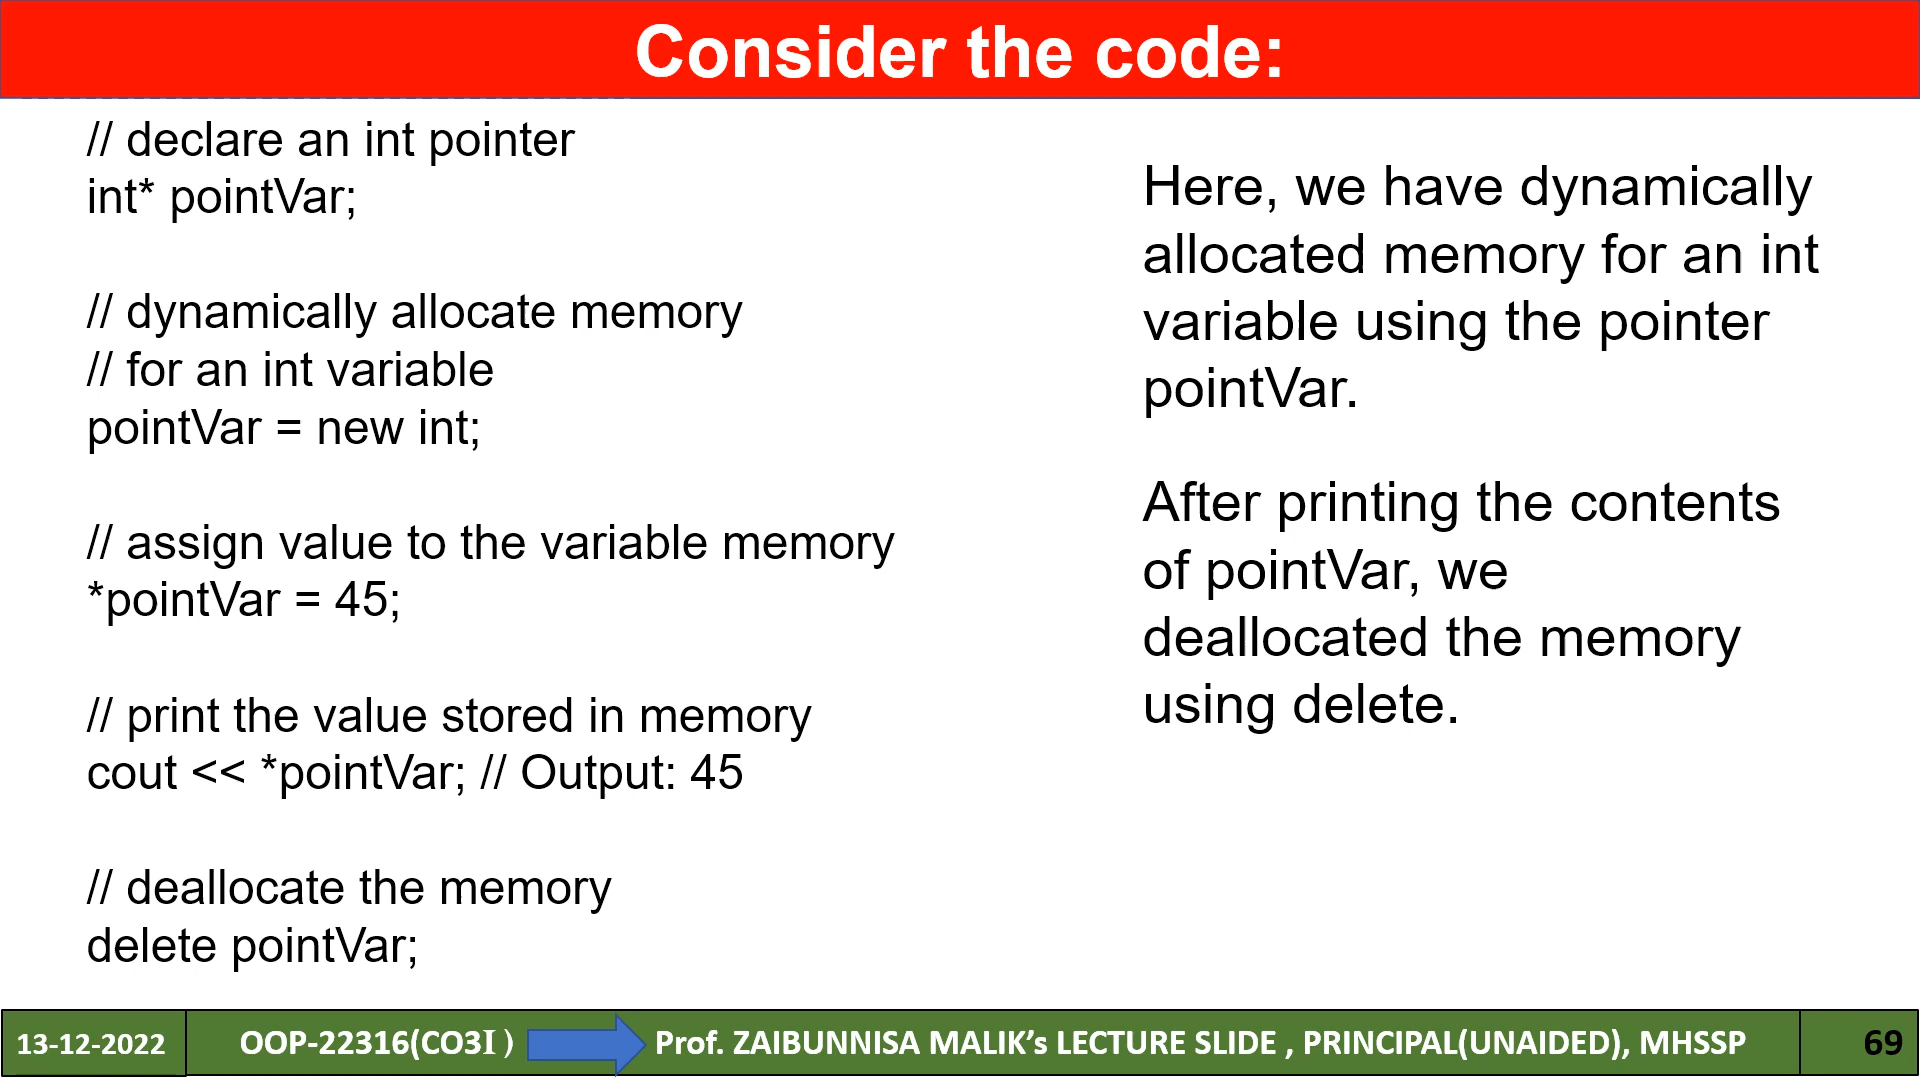 Consider the code:
// declare an int pointer
int* pointVar;
// dynamically allocate memory
// for an int variable
pointVar = new int;
// assign value to the variable memory
*pointVar = 45;
// print the value stored in memory
cout << *pointVar; // Output: 45
// deallocate the memory
delete pointVar;
Here, we have dynamically
allocated memory for an int
variable using the pointer
pointVar.
After printing the contents
of pointVar, we
deallocated the memory
using delete.
13-12-2022
OOP-22316(CO3I )
Prof. ZAIBUNNISA MALIK’s LECTURE SLIDE , PRINCIPAL(UNAIDED), MHSSP
69